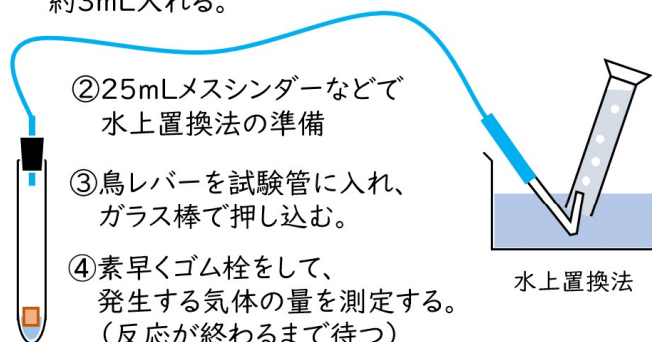 約3mL入れる。
②25mLメスシンダーなどで
水上置換法の準備
③鳥レバーを試験管に入れ、
ガラス棒で押し込む。
④素早くゴム栓をして、
発生する気体の量を測定する。
(反応が終わるまで待つ)
水上置換法